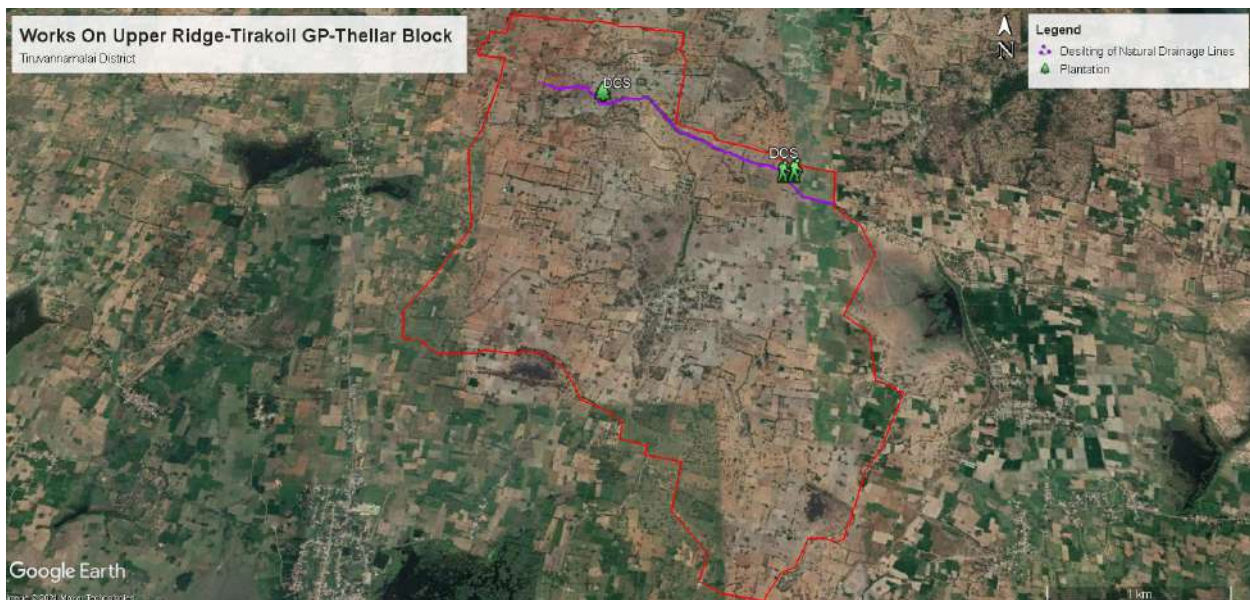 Works On Upper Ridge-Tirakoil GP-Thellar Block
Tiruvannamalai District
N
Legend
Desilting of Natural Drainage Lines
Plantation
DCS
DCS
Google Earth
1 km